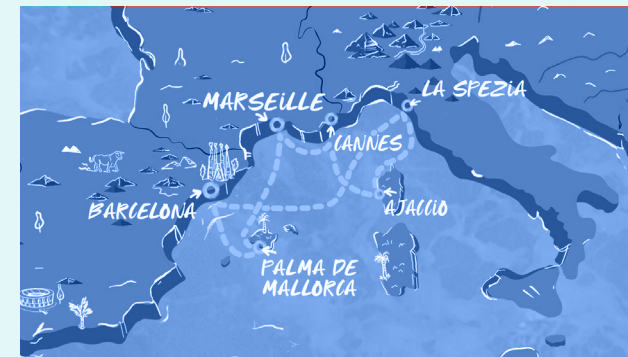 LA SPEZIA
MARSEILLE
CANNES
BARCELONA
AJACCIO
PALMA DE
MALLORCA